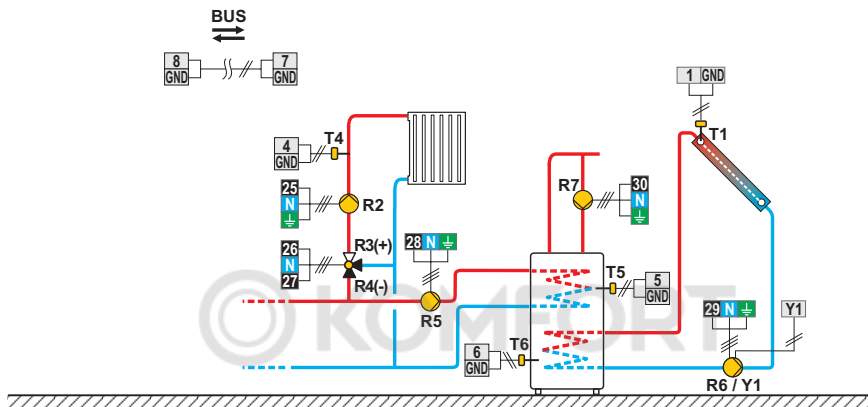 BUS
8
GND
7
GND
1 GND
T1
4
GND
T4
25
N
R2
26
N
27
R3(+)
R4(-)
28 N
R5
R7
30
N
T5
5
GND
6
GND
T6
29 N
Y1
R6 / Y1
KOMFORT